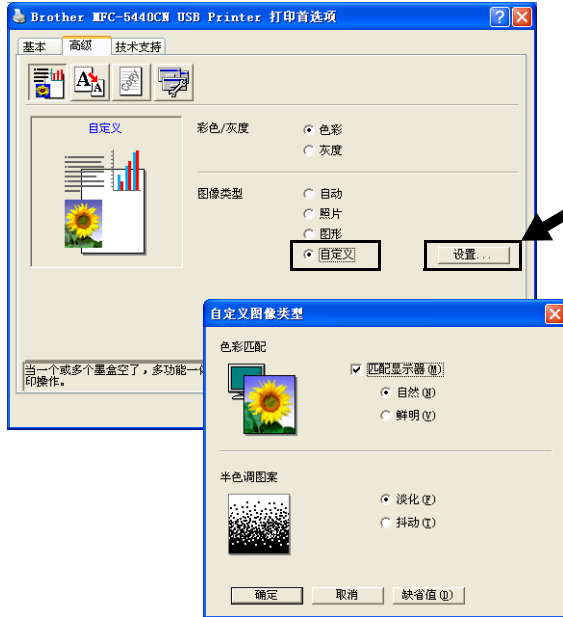 Brother MFC-5440CN USB Printer 打印首选项
基本 高级 技术支持
自定义
彩色/灰度
色彩
灰度
图像类型
自动
照片
图形
自定义
设置...
当一个或多个墨盒空了，多功能一
印操作。
自定义图像类型
色彩匹配
匹配显示器(M)
自然(N)
鲜明(V)
半色调图案
淡化(F)
抖动(I)
确定 取消 缺省值(D)